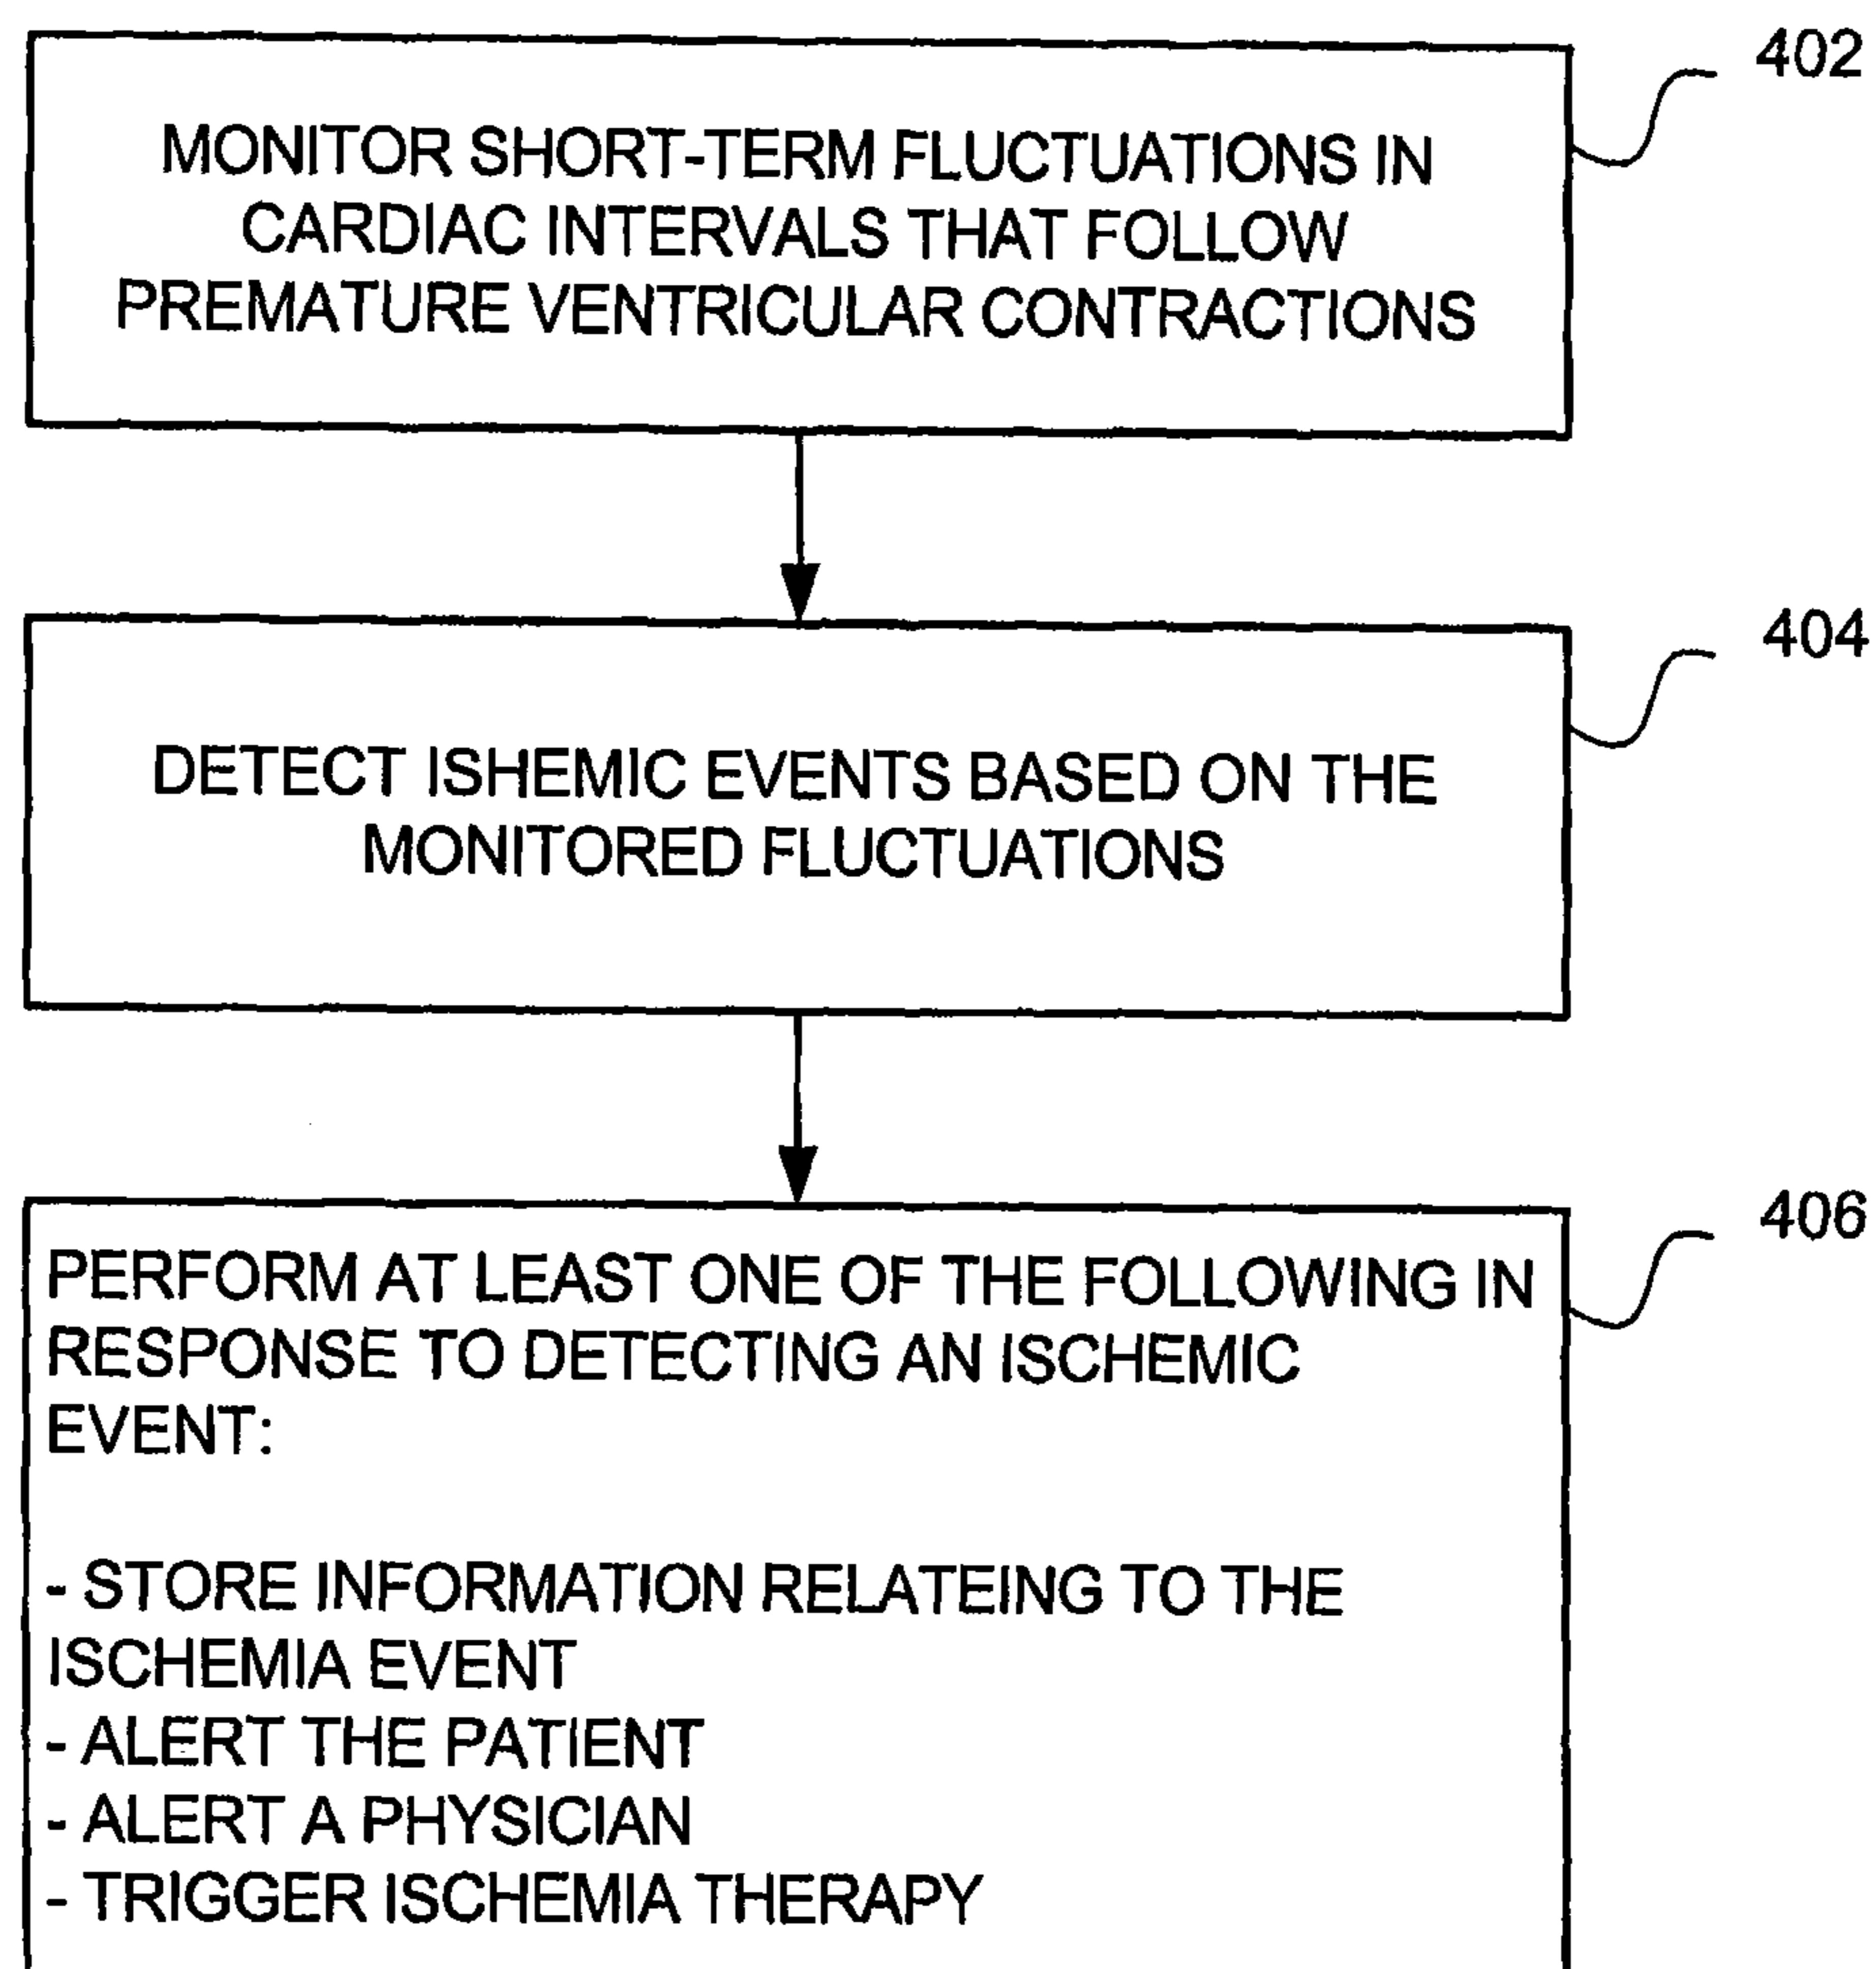 402
MONITOR SHORT-TERM FLUCTUATIONS IN
CARDIAC INTERVALS THAT FOLLOW
PREMATURE VENTRICULAR CONTRACTIONS
404
DETECT ISHEMIC EVENTS BASED ON THE
MONITORED FLUCTUATIONS
406
PERFORM AT LEAST ONE OF THE FOLLOWING IN
RESPONSE TO DETECTING AN ISCHEMIC
EVENT:
- STORE INFORMATION RELATEING TO THE
ISCHEMIA EVENT
- ALERT THE PATIENT
- ALERT A PHYSICIAN
- TRIGGER ISCHEMIA THERAPY